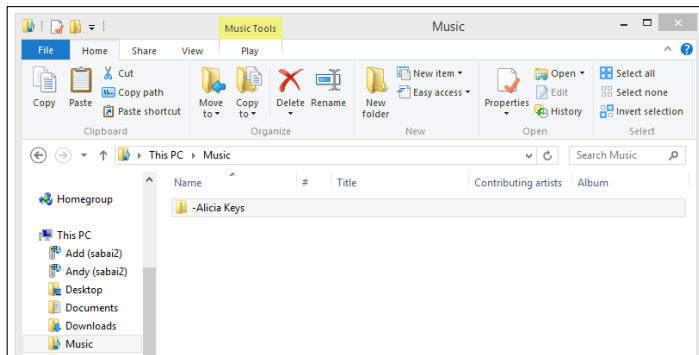 Music Tools
Music
File
Home
Share
View
Play
Copy
Paste
Cut
Copy path
Paste shortcut
Clipboard
Move to
Copy to
Delete
Rename
Organize
New folder
New item
Easy access
New
Properties
Open
Edit
History
Open
Select all
Select none
Invert selection
Select
This PC
Music
Search Music
Name
#
Title
Contributing artists
Album
-Alicia Keys
Homegroup
This PC
Add (sabai2)
Andy (sabai2)
Desktop
Documents
Downloads
Music